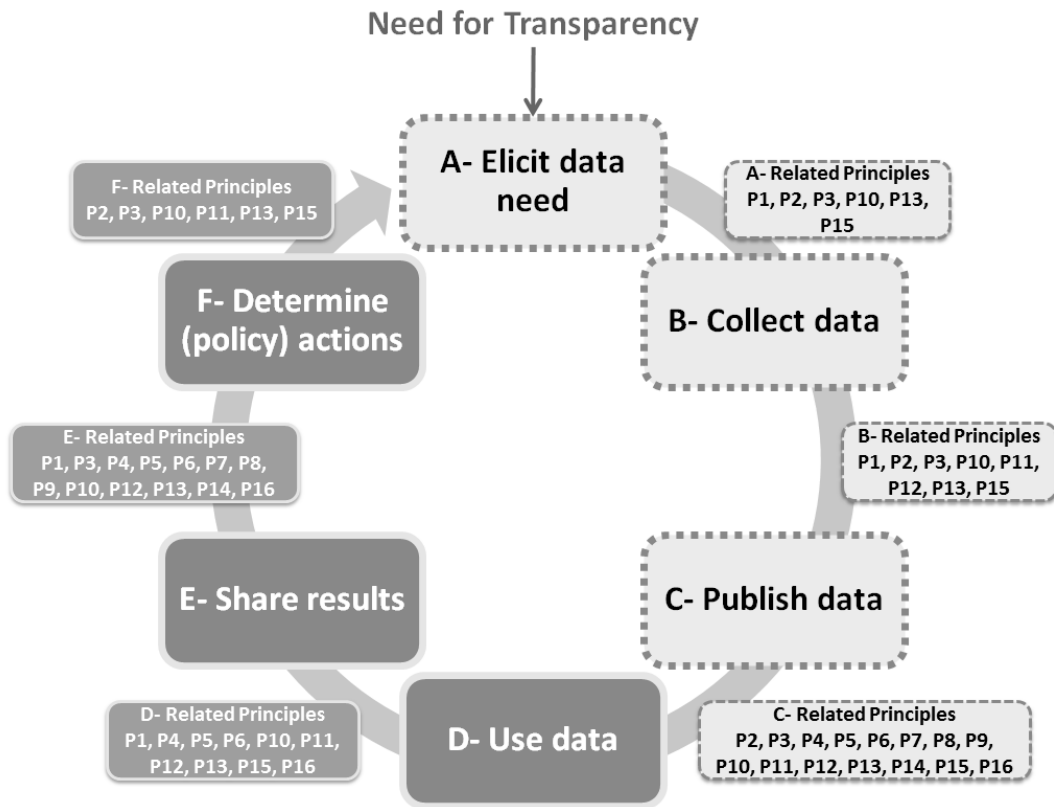 Need for Transparency
A- Elicit data
need
A- Related Principles
P1, P2, P3, P10, P13,
P15
B- Collect data
B- Related Principles
P1, P2, P3, P10, P11,
P12, P13, P15
C- Publish data
C- Related Principles
P2, P3, P4, P5, P6, P7, P8, P9,
P10, P11, P12, P13, P14, P15, P16
D- Use data
D- Related Principles
P1, P4, P5, P6, P10, P11,
P12, P13, P15, P16
E- Share results
E- Related Principles
P1, P3, P4, P5, P6, P7, P8,
P9, P10, P12, P13, P14, P16
F- Determine
(policy) actions
F- Related Principles
P2, P3, P10, P11, P13, P15